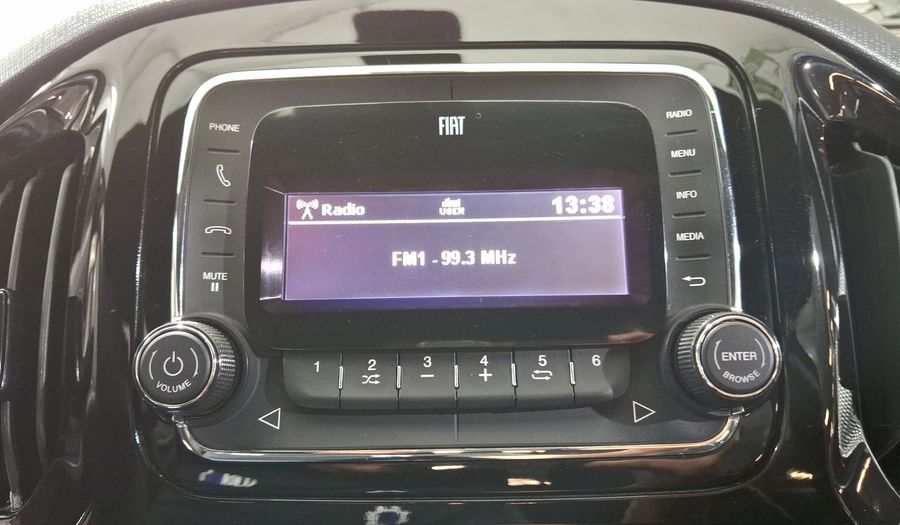 FIAT
PHONE
MUTE
Radio
USER
13:38
FM1 - 99.3 MHz
RADIO
MENU
INFO
MEDIA
1 2 3 4 5 6
VOLUME
ENTER
BROWSE